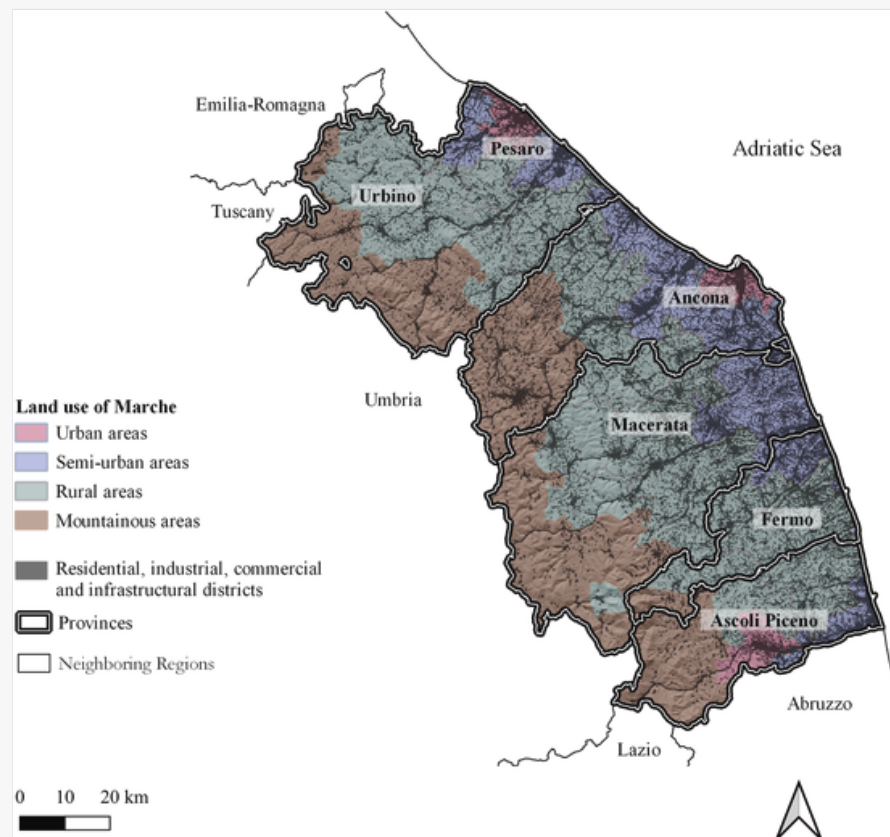 Emilia-Romagna
Adriatic Sea
Pesaro
Urbino
Tuscany
Ancona
Umbria
Land use of Marche
Urban areas
Semi-urban areas
Rural areas
Mountainous areas
Residential, industrial, commercial
and infrastructural districts
Provinces
Neighboring Regions
Macerata
Fermo
Ascoli Piceno
Abruzzo
Lazio
0 10 20 km